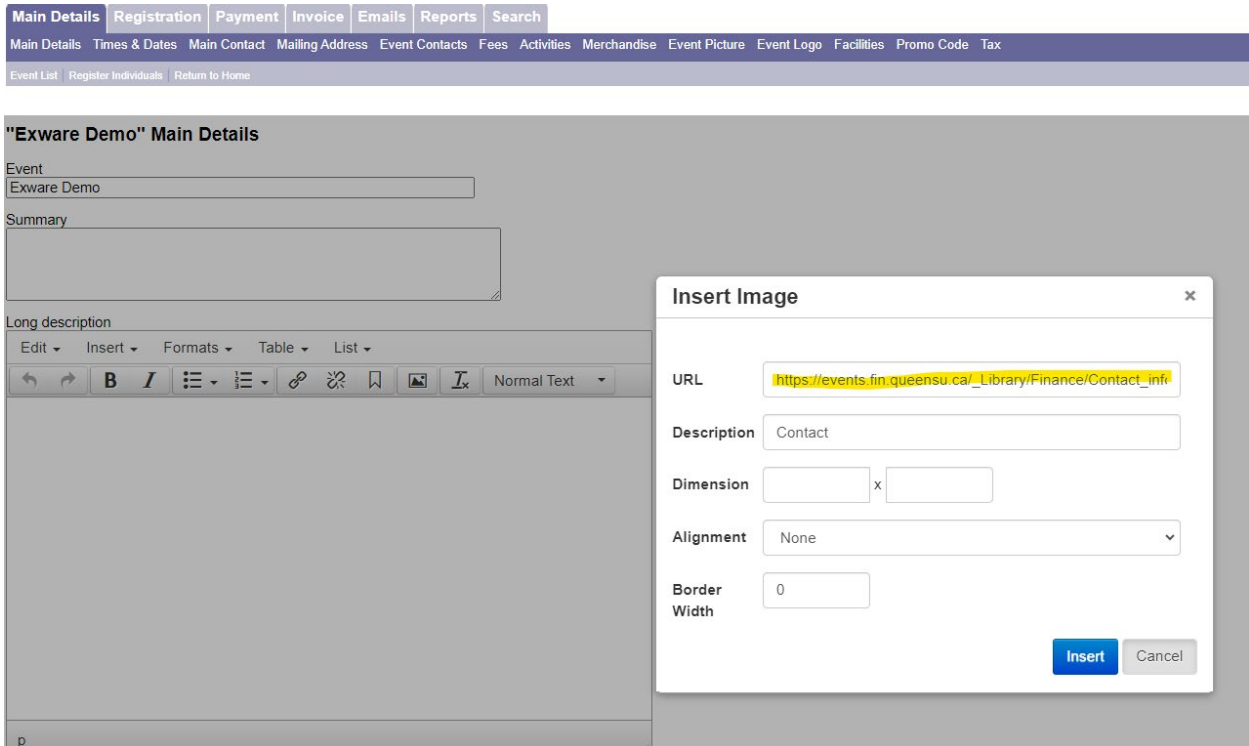 Main Details Registration Payment Invoice Emails Reports Search
Main Details Times & Dates Main Contact Mailing Address Event Contacts Fees Activities Merchandise Event Picture Event Logo Facilities Promo Code Tax
Event List Register Individuals Return to Home
"Exware Demo" Main Details
Event
Exware Demo
Summary
Long description
Edit Insert Formats Table List
B I Tx Normal Text
p
Insert Image ×
URL https://events.fin.queensu.ca/_Library/Finance/Contact_info
Description Contact
Dimension x
Alignment None
Border
Width 0
Insert Cancel